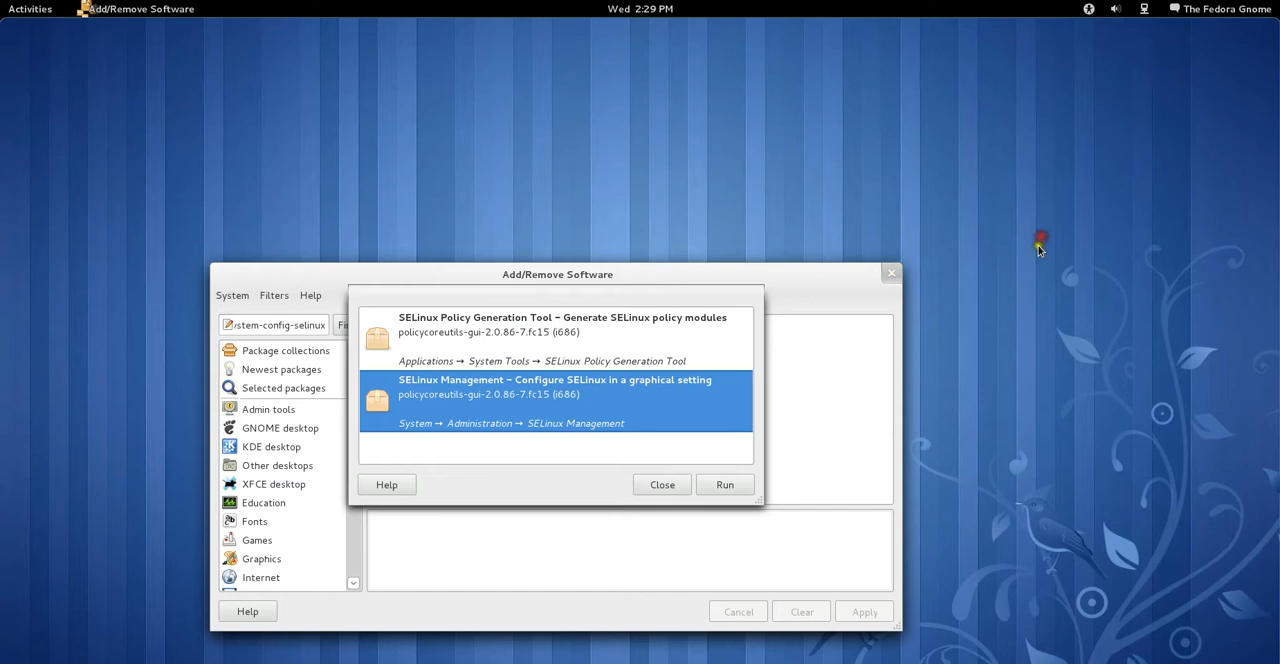 Activities
Add/Remove Software
Wed 2:29 PM
The Fedora Gnome
Add/Remove Software
System Filters Help
SELinux Policy Generation Tool – Generate SELinux policy modules
policycoreutils-gui-2.0.86-7.fc15 (i686)
Applications → System Tools → SELinux Policy Generation Tool
SELinux Management – Configure SELinux in a graphical setting
policycoreutils-gui-2.0.86-7.fc15 (i686)
System → Administration → SELinux Management
Help Close Run
/stem-config-selinux
Fi
Package collections
Newest packages
Selected packages
Admin tools
GNOME desktop
KDE desktop
Other desktops
XFCE desktop
Education
Fonts
Games
Graphics
Internet
Help Cancel Clear Apply